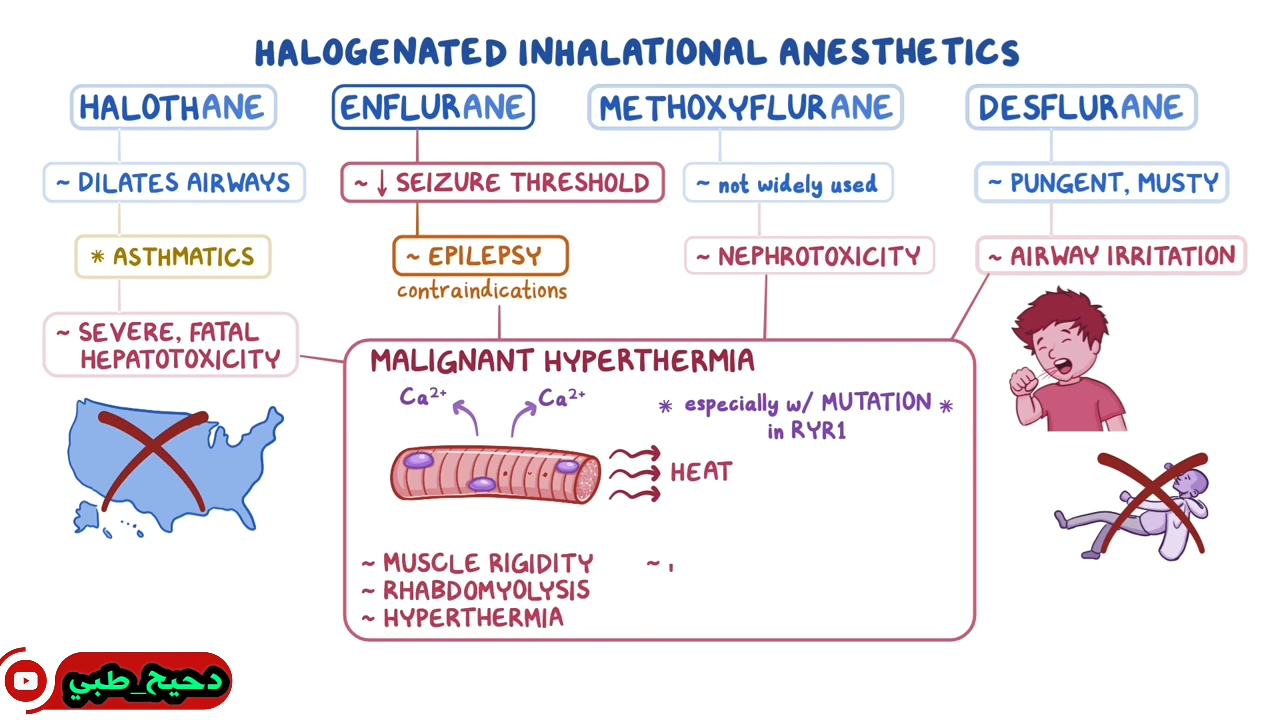 HALOGENATED INHALATIONAL ANESTHETICS
HALOTHANE
~ DILATES AIRWAYS
* ASTHMATICS
~ SEVERE, FATAL
HEPATOTOXICITY
ENFLURANE
~ ↓ SEIZURE THRESHOLD
~ EPILEPSY
contraindications
METHOXYFLURANE
~ not widely used
~ NEPHROTOXICITY
DESFLURANE
~ PUNGENT, MUSTY
~ AIRWAY IRRITATION
MALIGNANT HYPERTHERMIA
Ca²⁺ Ca²⁺
* especially w/ MUTATION *
in RYR1
HEAT
~ MUSCLE RIGIDITY ~
~ RHABDOMYOLYSIS
~ HYPERTHERMIA
دحيح_طبي